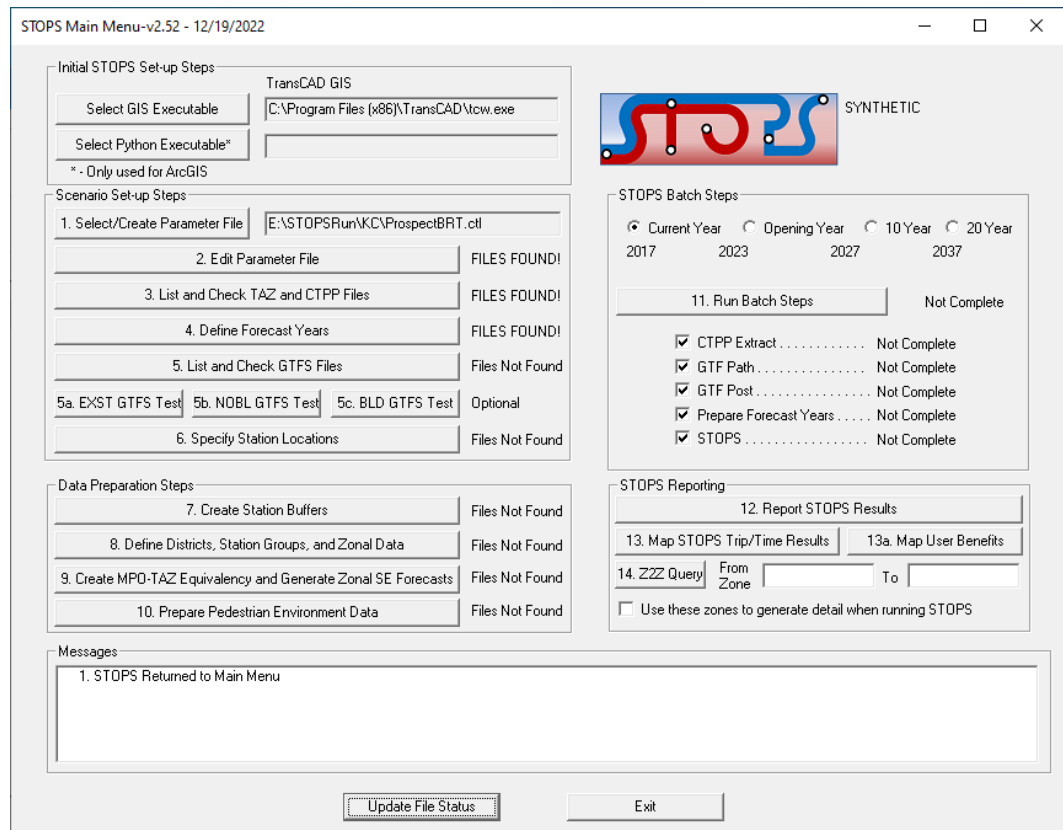 STOPS Main Menu-v2.52 - 12/19/2022
Initial STOPS Set-up Steps
TransCAD GIS
Select GIS Executable
C:\Program Files (x86)\TransCAD\tcw.exe
Select Python Executable*
* - Only used for ArcGIS
STOPS
SYNTHETIC
Scenario Set-up Steps
1. Select/Create Parameter File
E:\STOPSRun\KC\ProspectBRT.ctl
2. Edit Parameter File
FILES FOUND!
3. List and Check TAZ and CTPP Files
FILES FOUND!
4. Define Forecast Years
FILES FOUND!
5. List and Check GTFS Files
Files Not Found
5a. EXST GTFS Test
5b. NOBL GTFS Test
5c. BLD GTFS Test
Optional
6. Specify Station Locations
Files Not Found
STOPS Batch Steps
Current Year
Opening Year
10 Year
20 Year
2017
2023
2027
2037
11. Run Batch Steps
Not Complete
CTPP Extract . . . . . . . . . . . . Not Complete
GTF Path . . . . . . . . . . . . . . . Not Complete
GTF Post . . . . . . . . . . . . . . . Not Complete
Prepare Forecast Years . . . . . Not Complete
STOPS . . . . . . . . . . . . . . . . . Not Complete
Data Preparation Steps
7. Create Station Buffers
Files Not Found
8. Define Districts, Station Groups, and Zonal Data
Files Not Found
9. Create MPO-TAZ Equivalency and Generate Zonal SE Forecasts
Files Not Found
10. Prepare Pedestrian Environment Data
Files Not Found
STOPS Reporting
12. Report STOPS Results
13. Map STOPS Trip/Time Results
13a. Map User Benefits
14. Z2Z Query
From Zone
To
Use these zones to generate detail when running STOPS
Messages
1. STOPS Returned to Main Menu
Update File Status
Exit